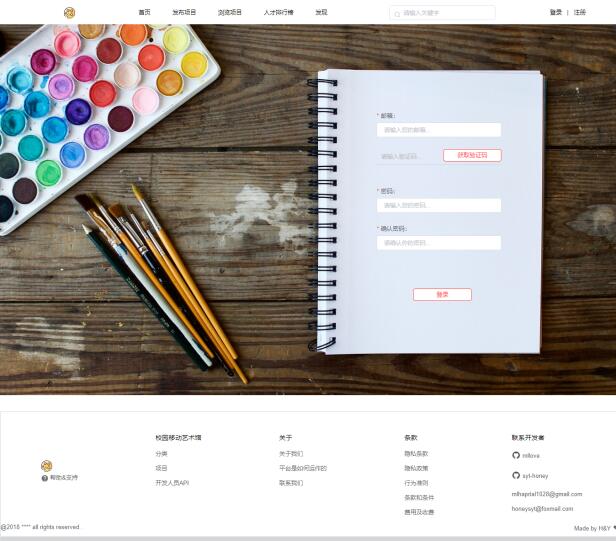 首页 发布项目 浏览项目 人才排行榜 发现 请输入关键字 登录 | 注册
* 邮箱:
请输入您的邮箱...
请输入验证码... 获取验证码
* 密码:
请输入您的密码...
* 确认密码:
请确认你的密码...
登录
校园移动艺术馆 关于 条款 联系开发者
分类 关于我们 隐私条款 mllova
项目 平台是如何运作的 隐私政策 syt-honey
帮助&支持
开发人员API 联系我们 行为准则
条款和条件 mlhaprial1028@gmail.com
费用及收善 honeysyt@foxmail.com
@2018 **** all rights reserved. Made by H&Y